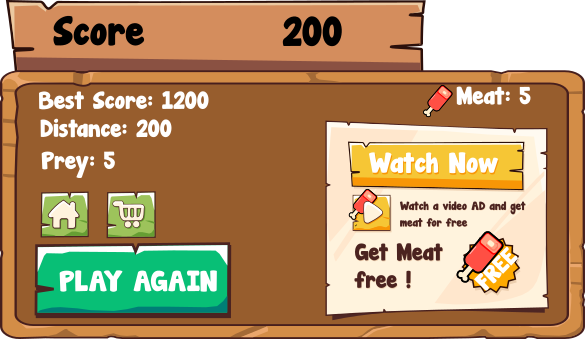 Score 200
Best Score: 1200
Meat: 5
Distance: 200
Prey: 5
Watch Now
Watch a video AD and get
meat for free
Get Meat
free !
FREE
PLAY AGAIN